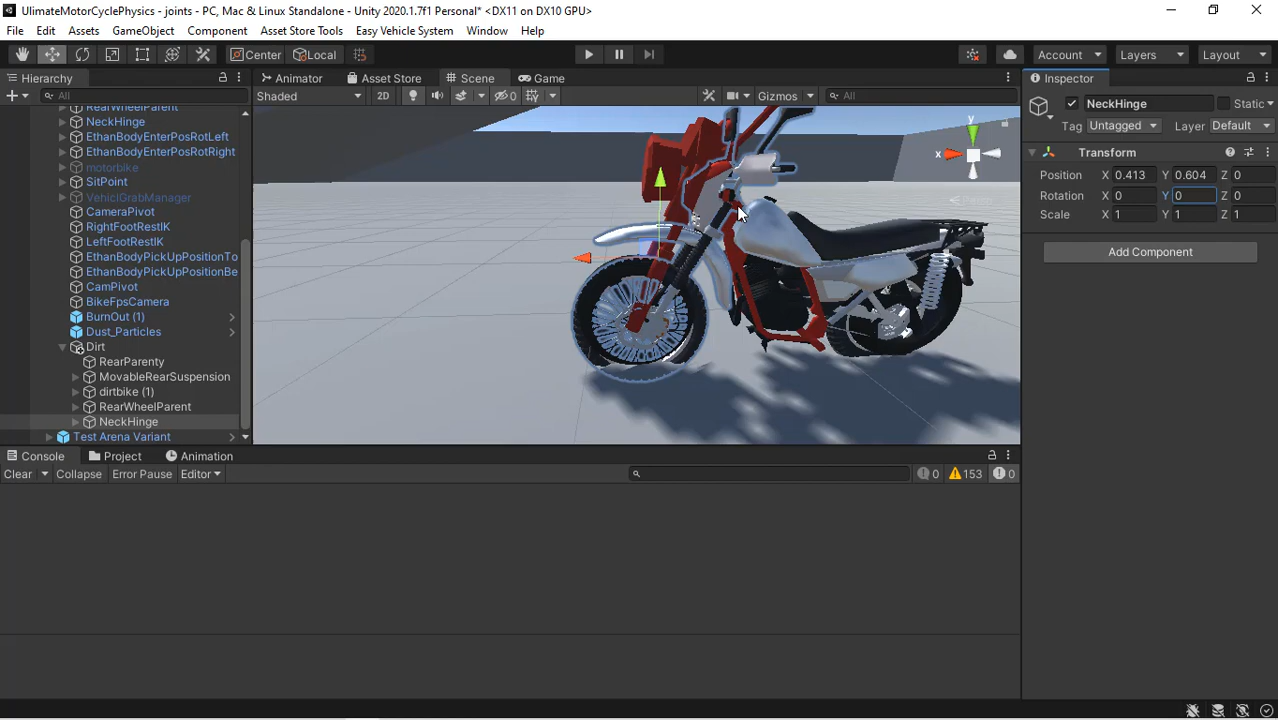 UlimateMotorCyclePhysics - joints - PC, Mac & Linux Standalone - Unity 2020.1.7f1 Personal* <DX11 on DX10 GPU>
File Edit Assets GameObject Component Asset Store Tools Easy Vehicle System Window Help
Center Local Account Layers Layout
Hierarchy Animator Asset Store Scene Game Inspector
All Shaded 2D 0 Gizmos All
NeckHinge Static
Tag Untagged Layer Default
Transform
Position X 0.413 Y 0.604 Z 0
Rotation X 0 Y 0 Z 0
Scale X 1 Y 1 Z 1
Add Component
y
x
Persp
RearWheelParent
NeckHinge
EthanBodyEnterPosRotLeft
EthanBodyEnterPosRotRight
motorbike
SitPoint
VehiclGrabManager
CameraPivot
RightFootRestIK
LeftFootRestIK
EthanBodyPickUpPositionTo
EthanBodyPickUpPositionBe
CamPivot
BikeFpsCamera
BurnOut (1)
Dust_Particles
Dirt
RearParenty
MovableRearSuspension
dirtbike (1)
RearWheelParent
NeckHinge
Test Arena Variant
Console Project Animation
Clear Collapse Error Pause Editor 0 153 0